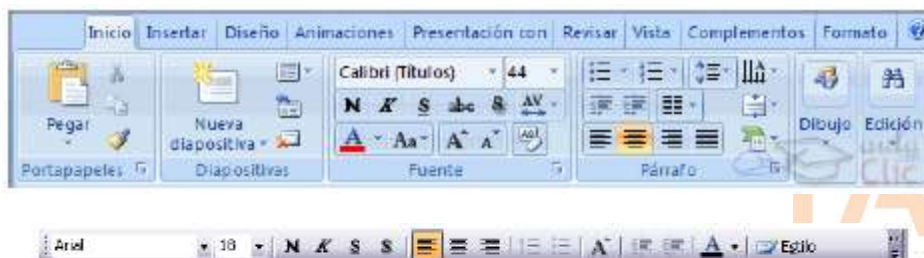 Inicio Insertar Diseño Animaciones Presentación con Revisar Vista Complementos Formato
Calibri (Títulos) 44
N K S abc S AV
Pegar Nueva diapositiva Aa A A Dibujo Edición
Portapapeles Diapositivas Fuente Párrafo
Clic
Arial 18 N K S S A A Estilo